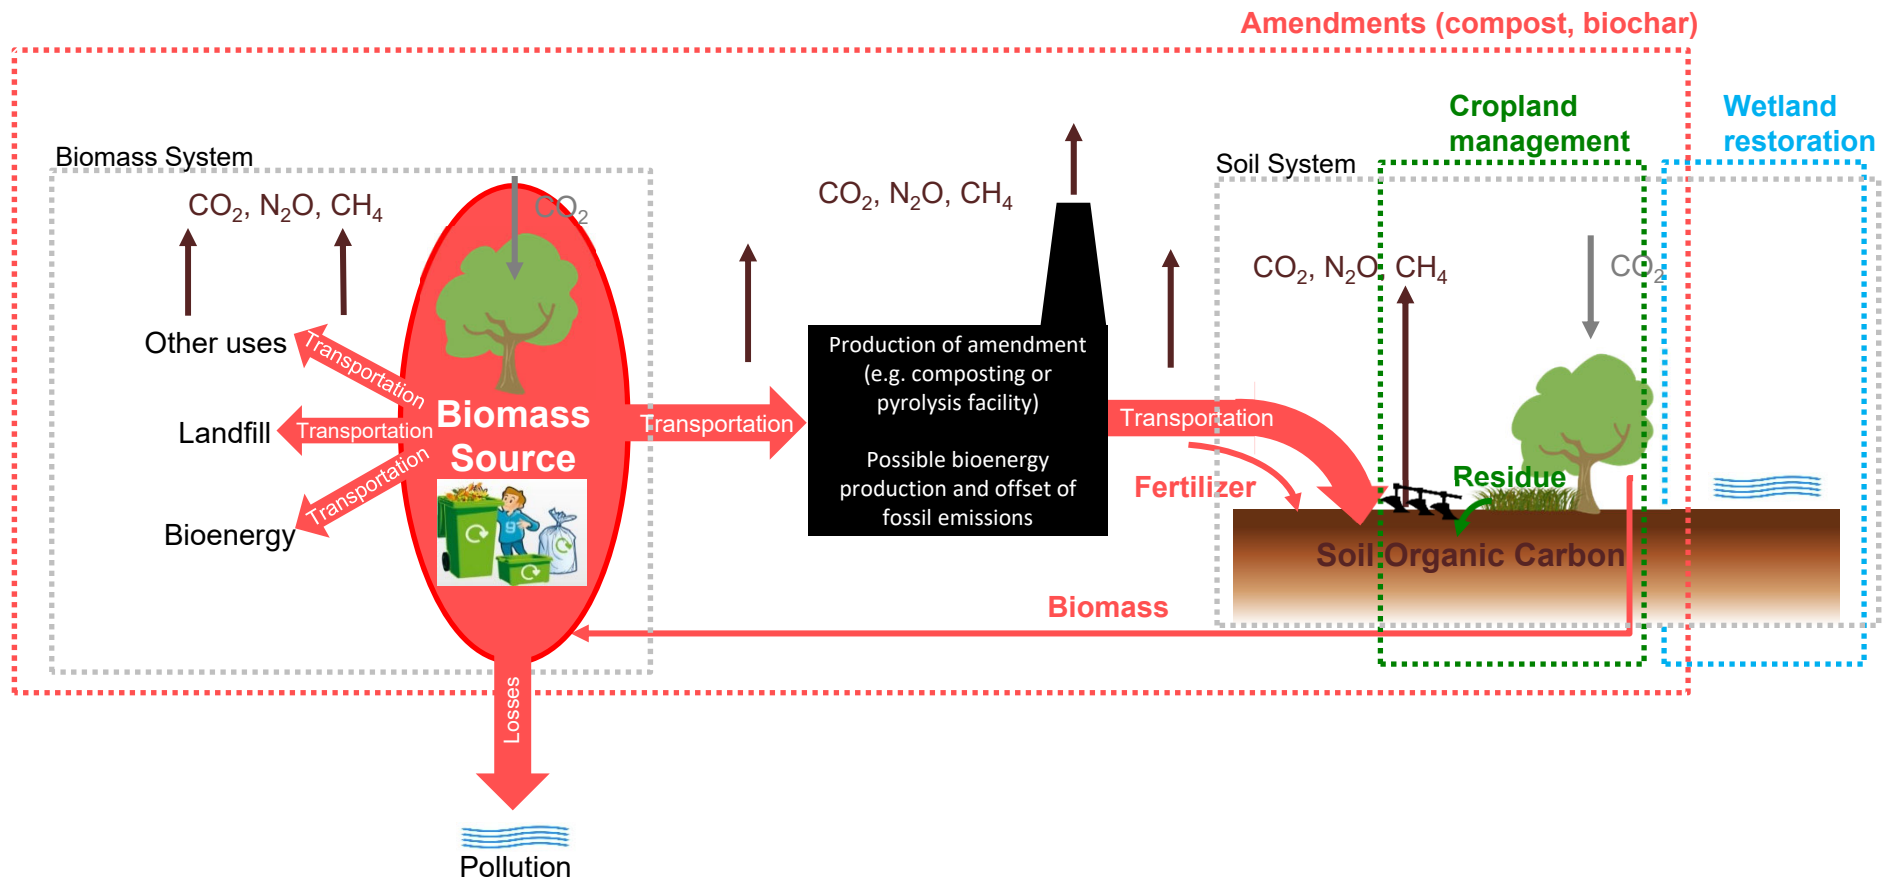 Amendments (compost, biochar)
Cropland
management
Wetland
restoration
Biomass System
Soil System
CO₂, N₂O, CH₄
CO₂
CO₂, N₂O, CH₄
CO₂, N₂O, CH₄
CO₂
Other uses
Transportation
Landfill
Transportation
Bioenergy
Transportation
Biomass
Source
9
Transportation
Production of amendment
(e.g. composting or
pyrolysis facility)
Possible bioenergy
production and offset of
fossil emissions
Transportation
Fertilizer
Residue
Soil Organic Carbon
Biomass
Losses
Pollution